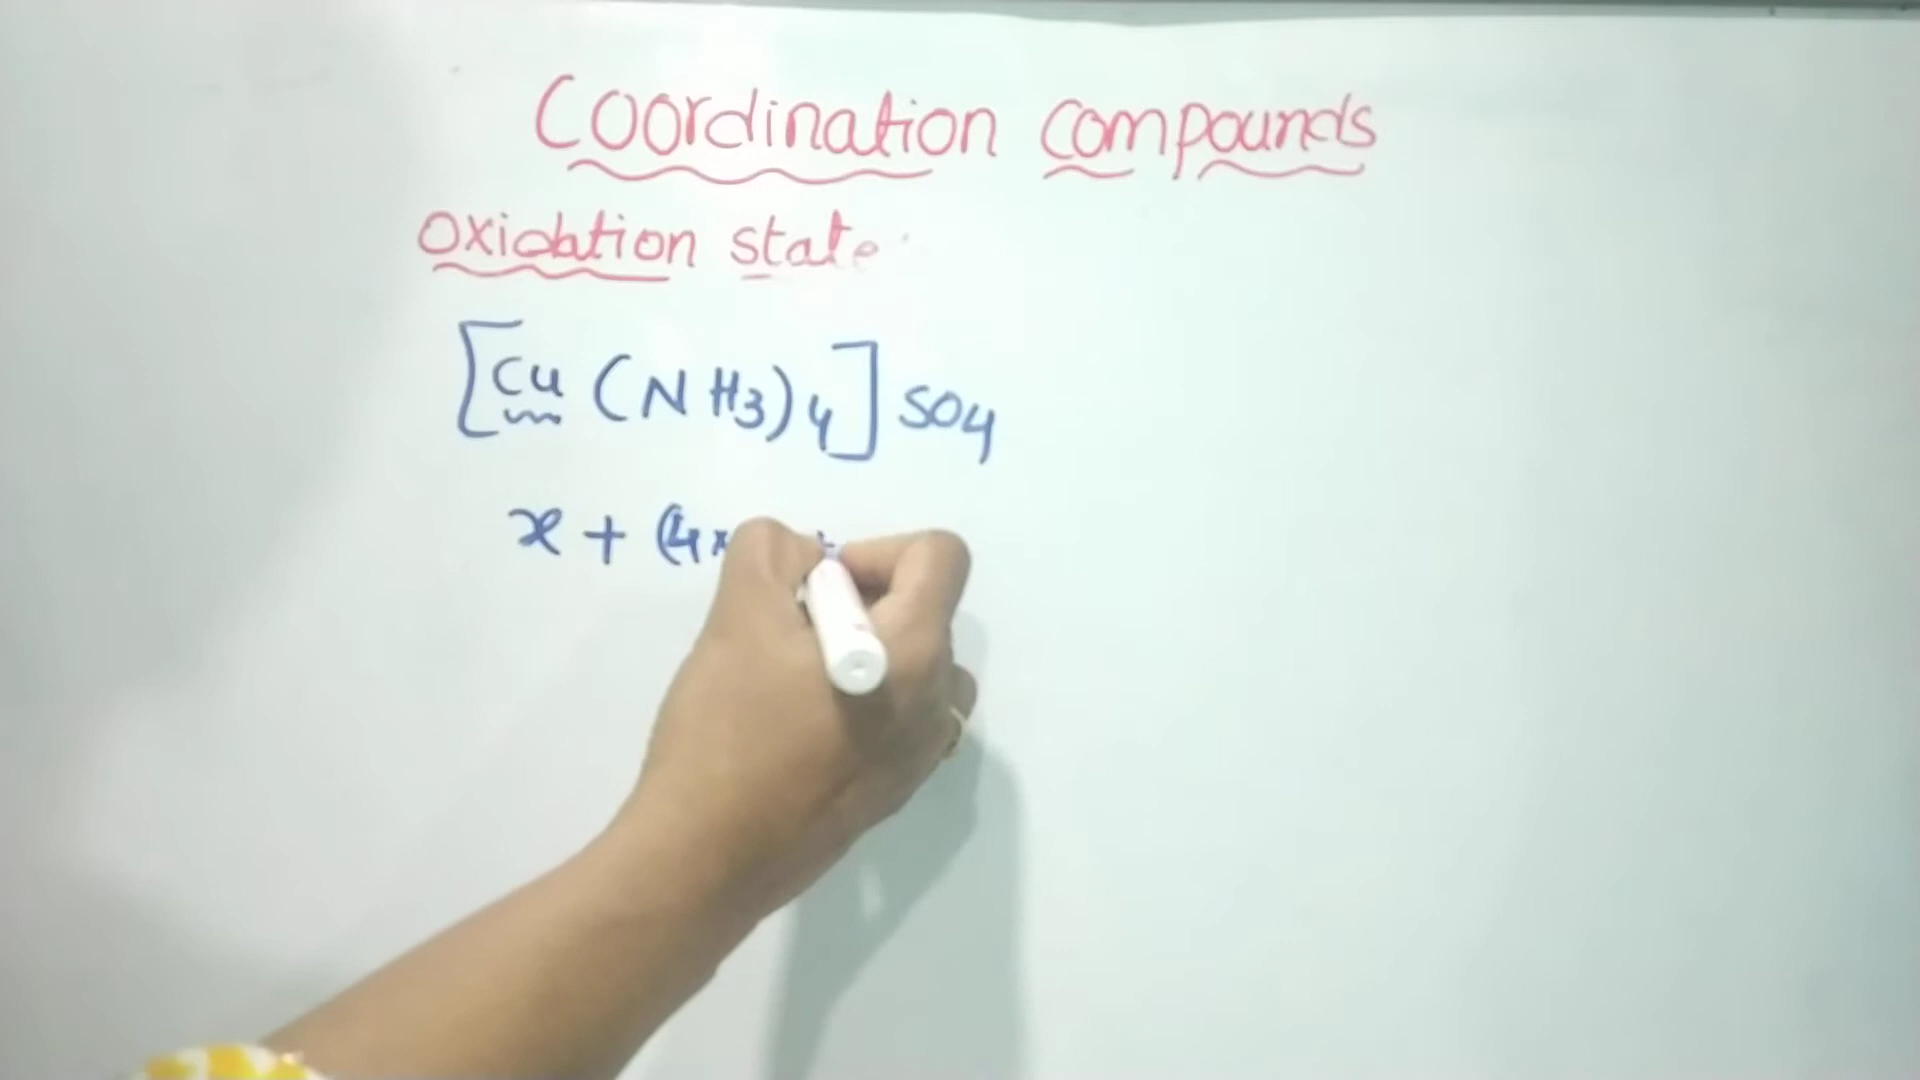 Coordination compounds
Oxidation state
[Cu (NH3)4] SO4
x + (4x +